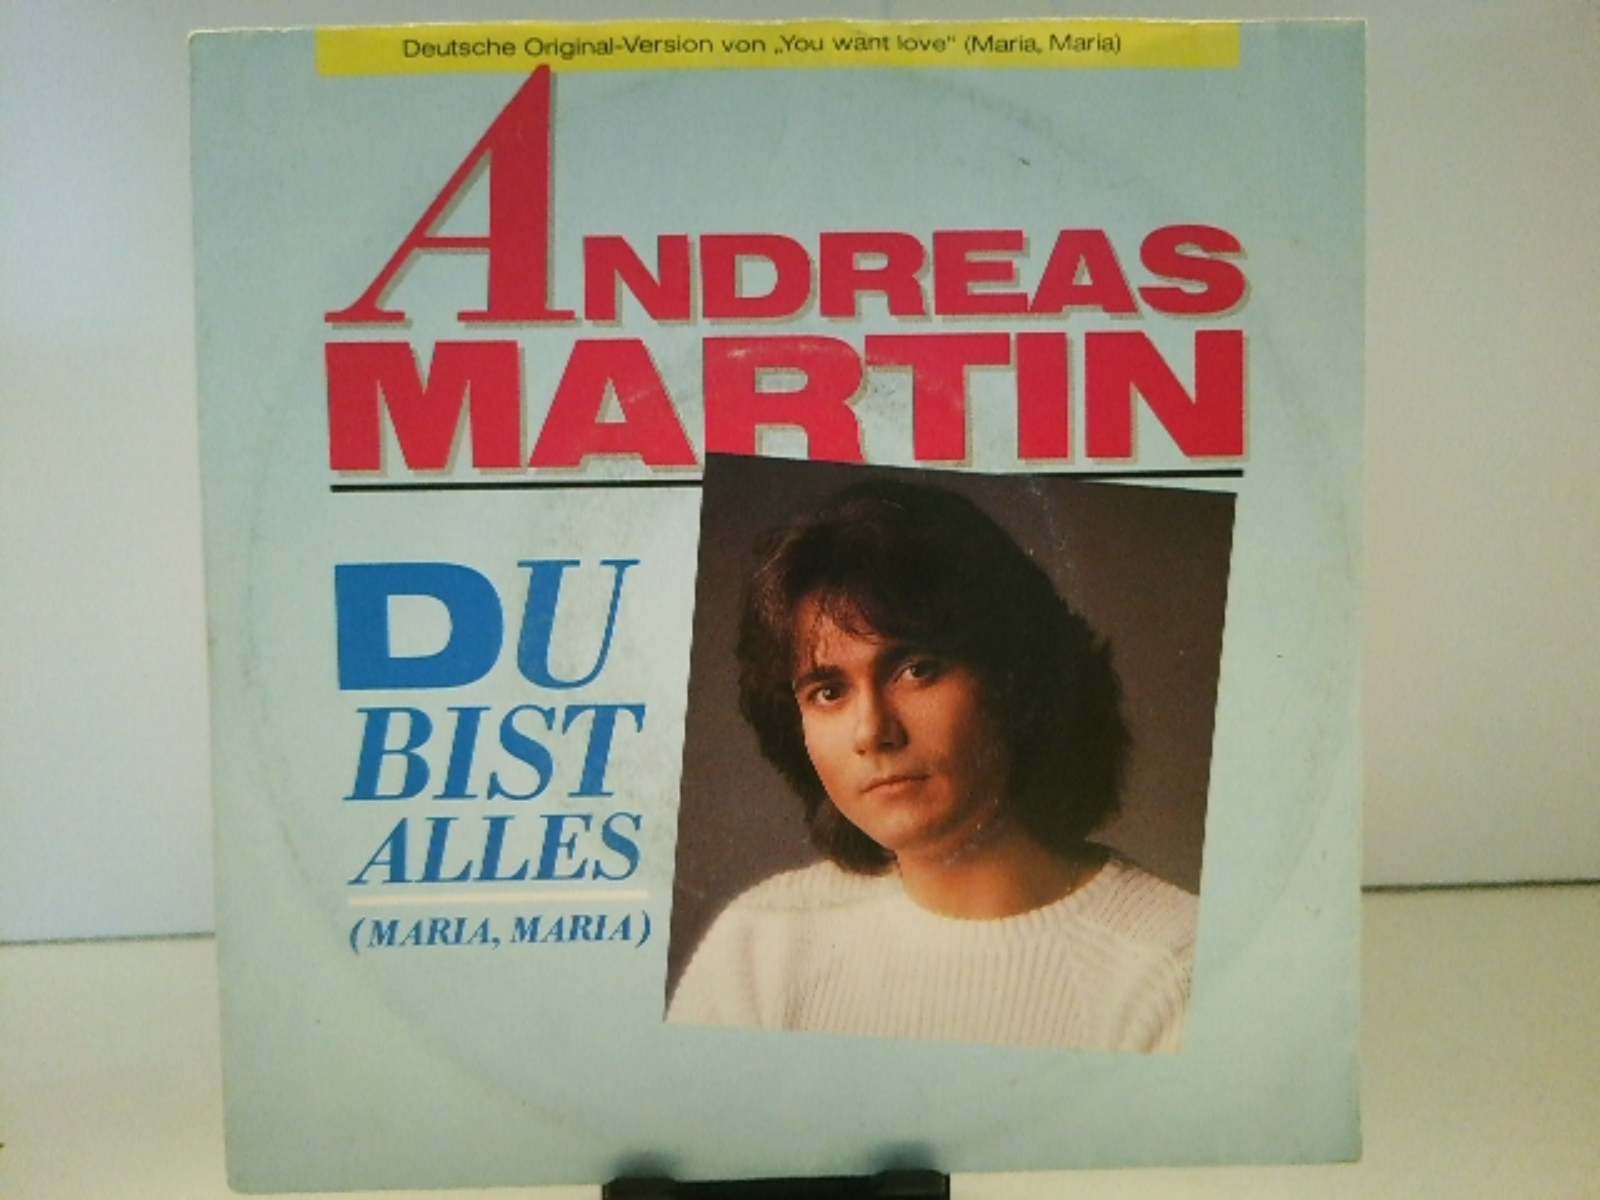 Deutsche Original-Version von „You want love“ (Maria, Maria)
ANDREAS
MARTIN
DU
BIST
ALLES
(MARIA, MARIA)